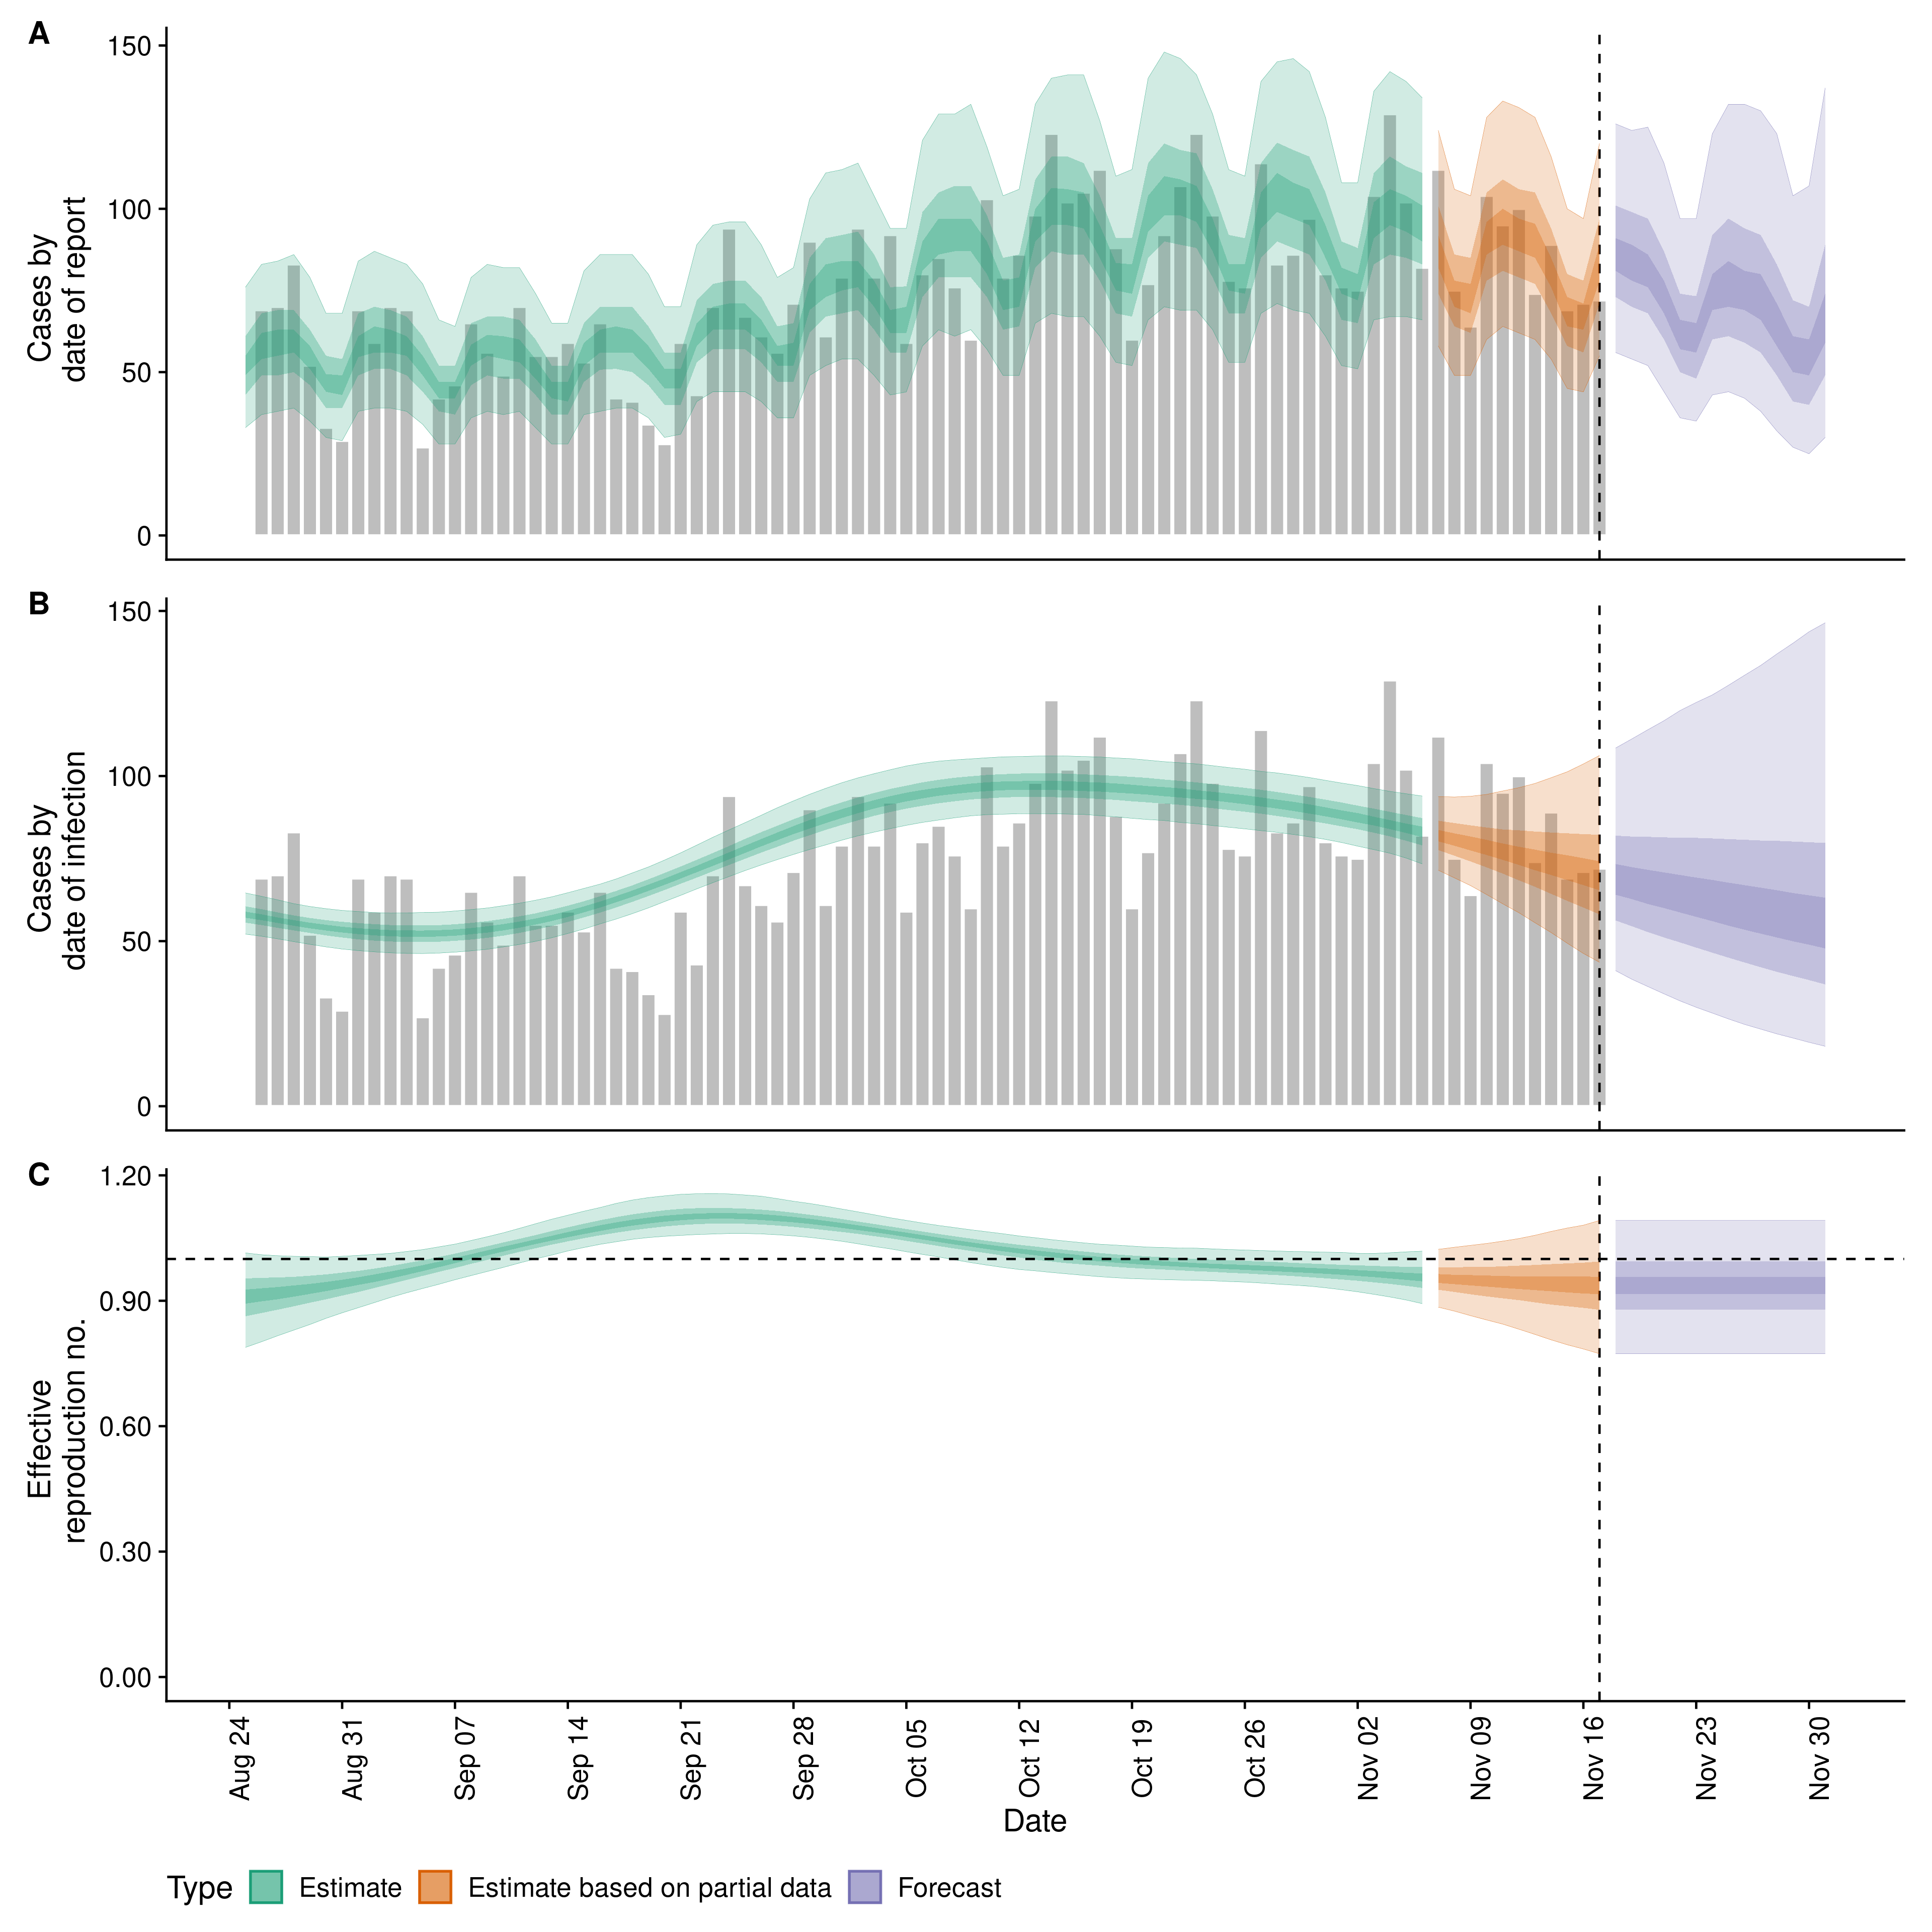 A
Cases by
date of report
150
100
50
0
B
Cases by
date of infection
150
100
50
0
C
Effective
reproduction no.
1.20
0.90
0.60
0.30
0.00
Aug 24
Aug 31
Sep 07
Sep 14
Sep 21
Sep 28
Oct 05
Oct 12
Oct 19
Oct 26
Nov 02
Nov 09
Nov 16
Nov 23
Nov 30
Date
Type Estimate Estimate based on partial data Forecast